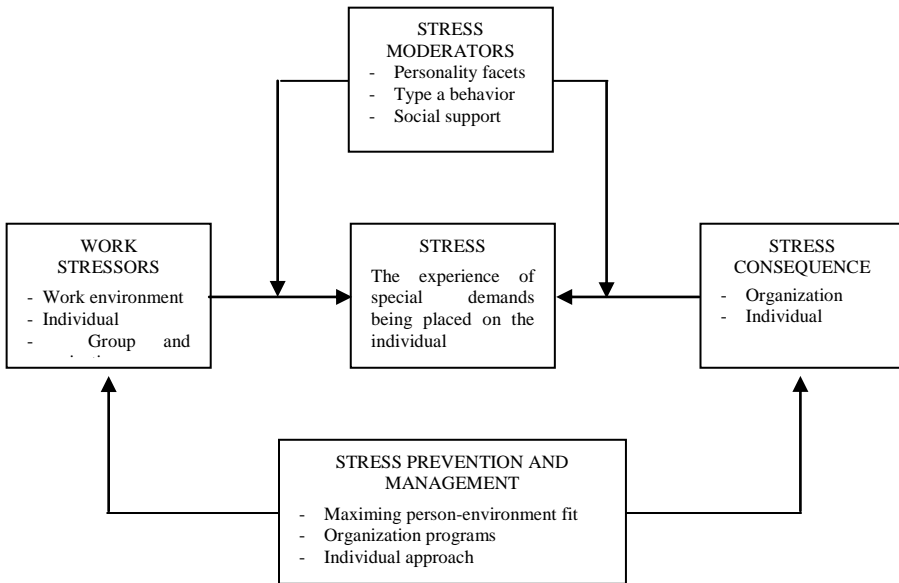 STRESS
MODERATORS
- Personality facets
- Type a behavior
- Social support
WORK
STRESSORS
- Work environment
- Individual
- Group and
STRESS
The experience of
special demands
being placed on the
individual
STRESS
CONSEQUENCE
- Organization
- Individual
STRESS PREVENTION AND
MANAGEMENT
- Maximing person-environment fit
- Organization programs
- Individual approach